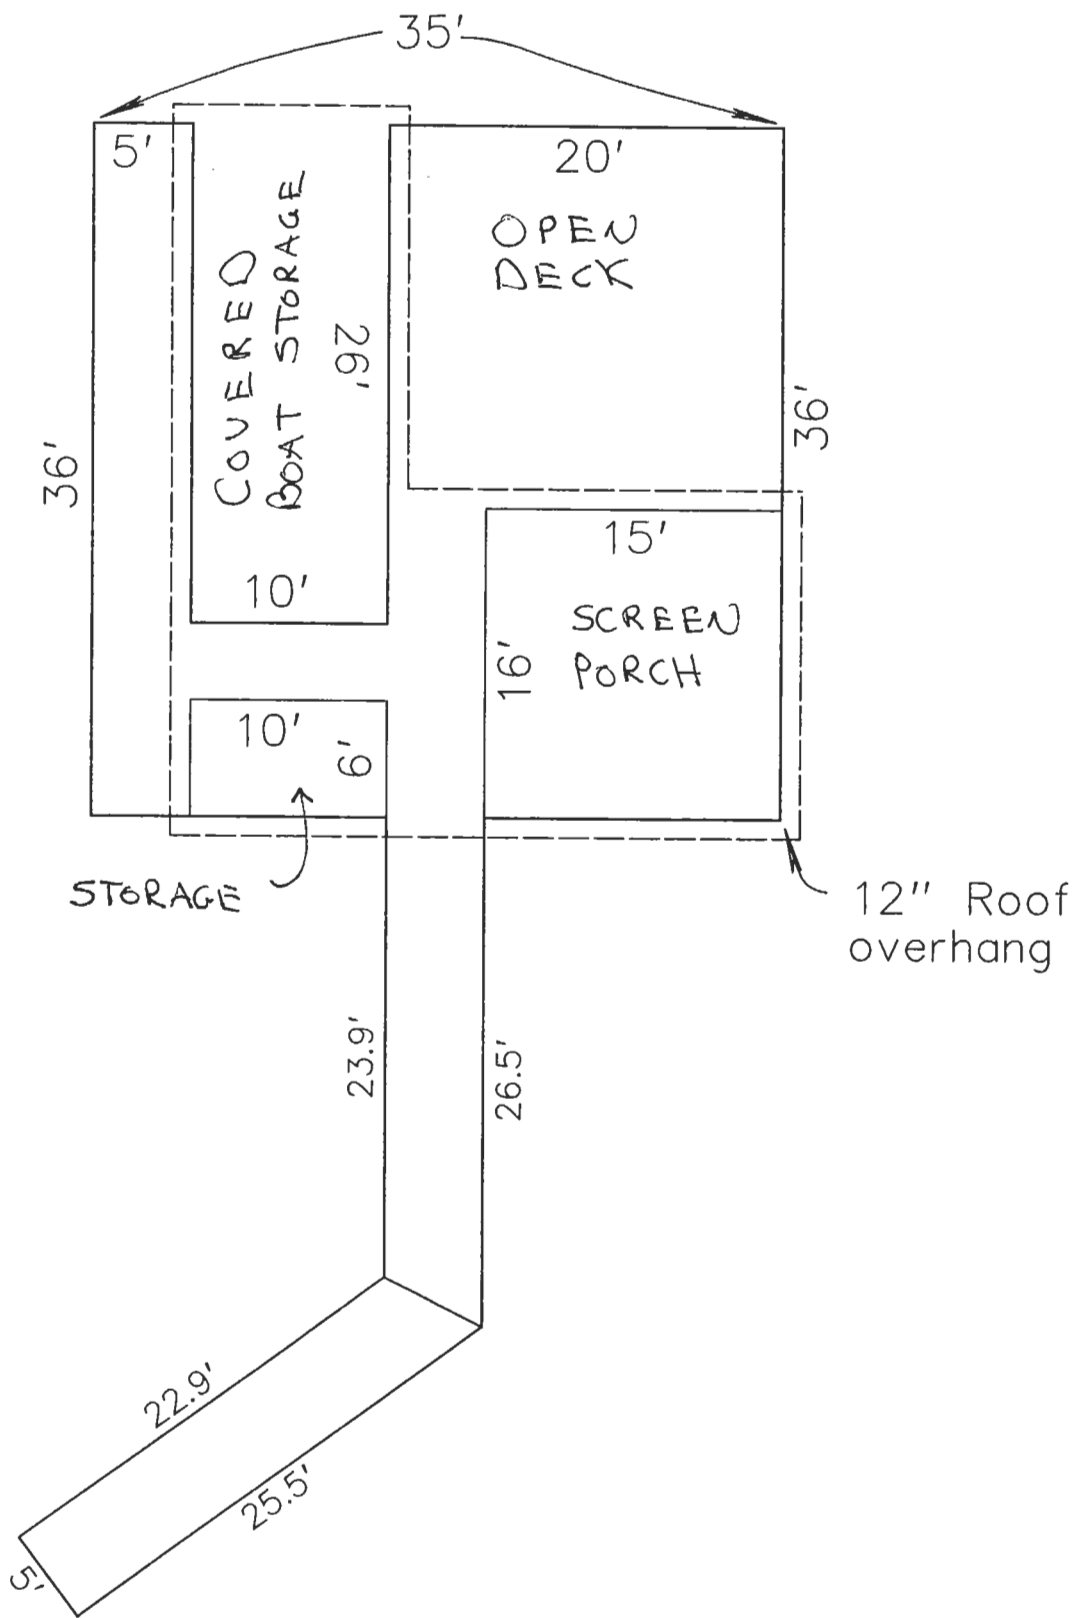 35'
5'
20'
OPEN
DECK
COVERED
BOAT STORAGE
26'
36'
36'
15'
10'
SCREEN
PORCH
16'
10'
6'
STORAGE
12" Roof
overhang
23.9'
26.5'
22.9'
25.5'
5'